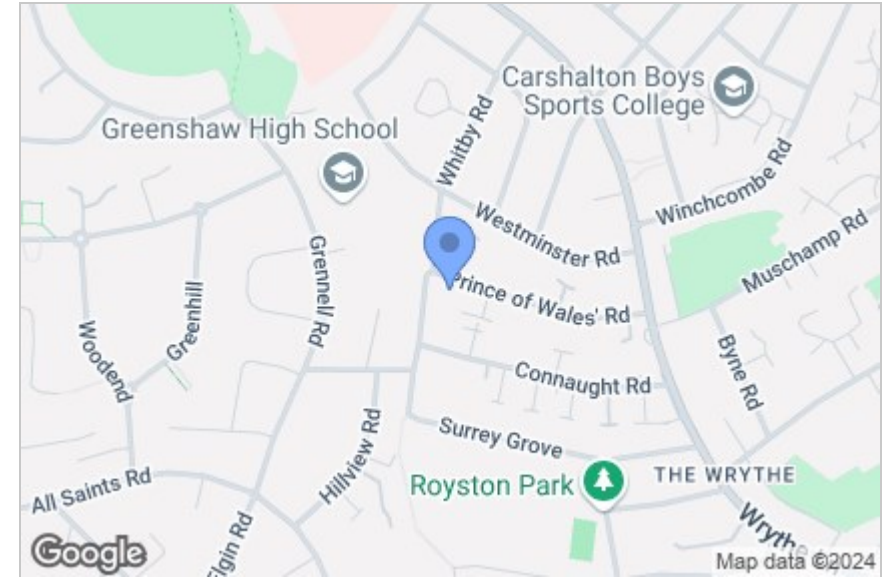 Carshalton Boys
Sports College
Greenshaw High School
Whitby Rd
Winchcombe Rd
Westminster Rd
Muschamp Rd
Grennell Rd
Prince of Wales' Rd
Greenhill
Woodend
Byne Rd
Connaught Rd
Surrey Grove
Hillview Rd
Royston Park
THE WRYTHE
All Saints Rd
Elgin Rd
Wrythe
Google
Map data ©2024